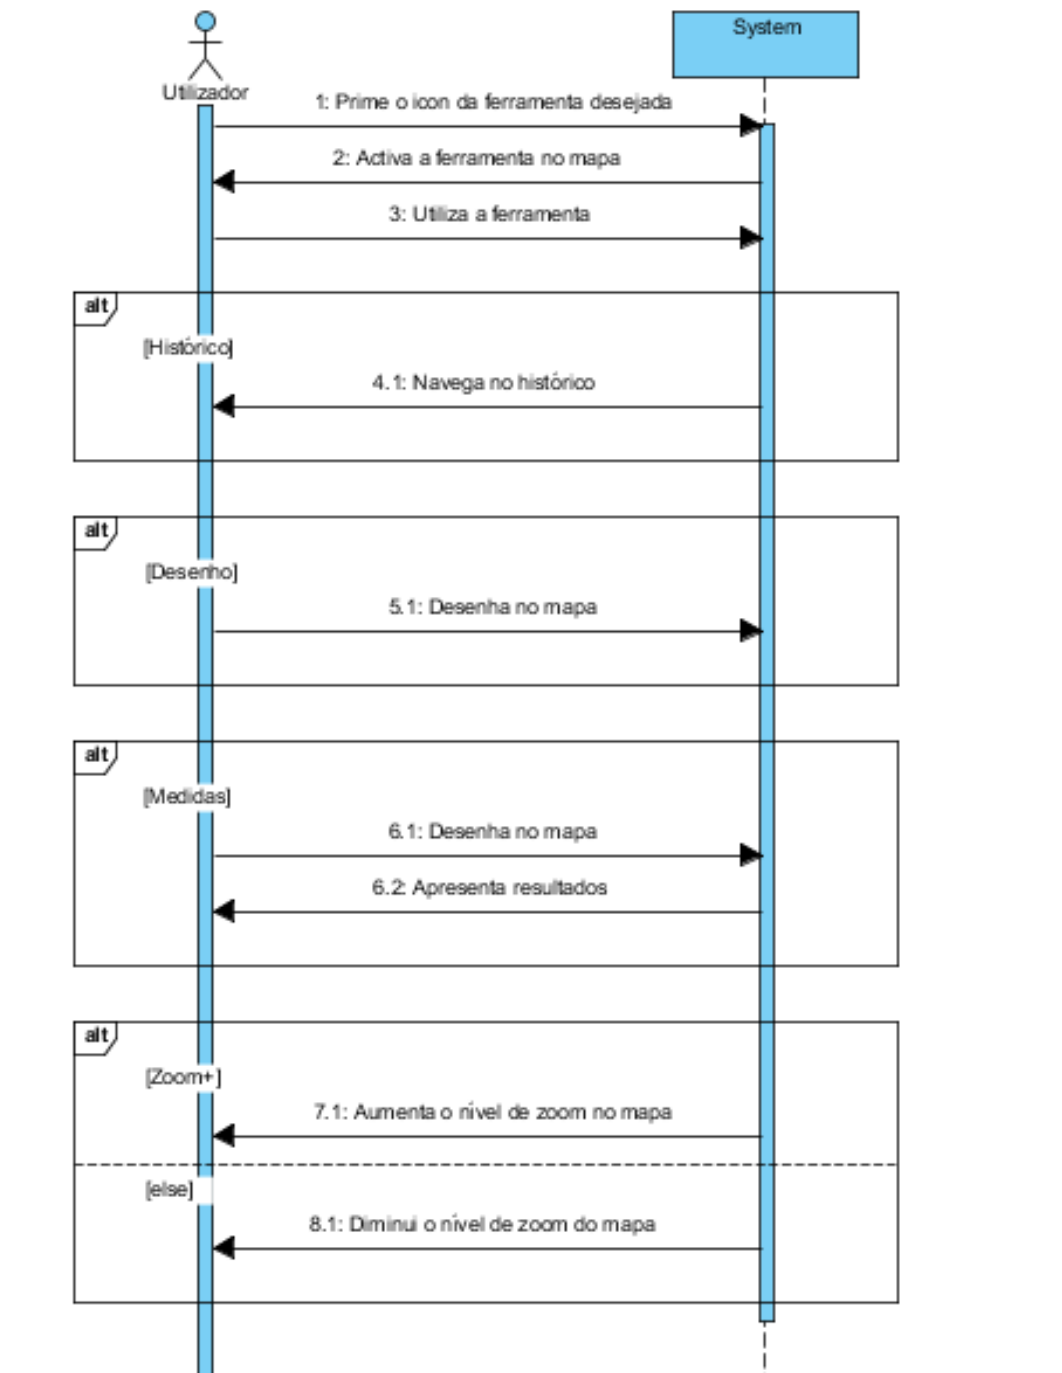 System
Utilizador
1: Prime o icon da ferramenta desejada
2: Activa a ferramenta no mapa
3: Utiliza a ferramenta
alt
[Histórico]
4.1: Navega no histórico
alt
[Desenho]
5.1: Desenha no mapa
alt
[Medidas]
6.1: Desenha no mapa
6.2: Apresenta resultados
alt
[Zoom+]
7.1: Aumenta o nível de zoom no mapa
[else]
8.1: Diminui o nível de zoom do mapa